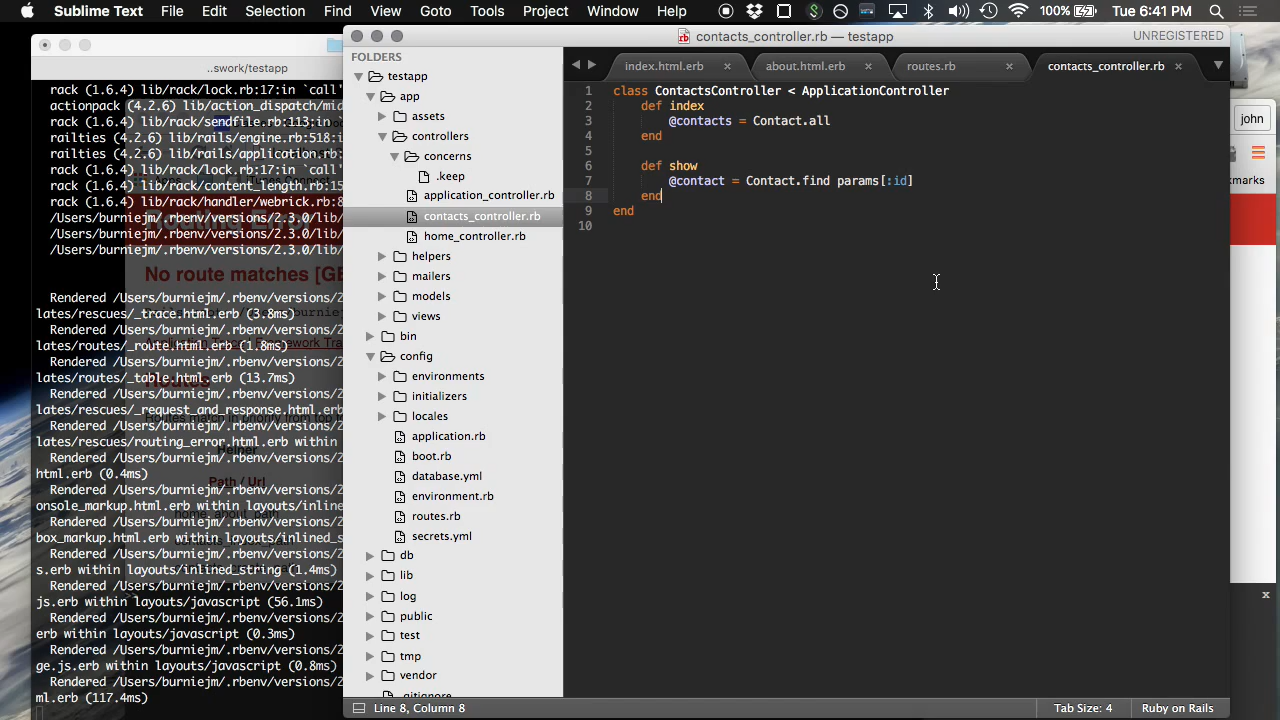 Sublime Text File Edit Selection Find View Goto Tools Project Window Help 100% Tue 6:41 PM
contacts_controller.rb — testapp
UNREGISTERED
..swork/testapp
rack (1.6.4) lib/rack/lock.rb:17:in `call'
actionpack (4.2.6) lib/action_dispatch/mid
rack (1.6.4) lib/rack/sendfile.rb:113:in `
railties (4.2.6) lib/rails/engine.rb:518:i
railties (4.2.6) lib/rails/application.rb:
rack (1.6.4) lib/rack/lock.rb:17:in `call'
rack (1.6.4) lib/rack/content_length.rb:15
rack (1.6.4) lib/rack/handler/webrick.rb:8
/Users/burniejm/.rbenv/versions/2.3.0/lib/
/Users/burniejm/.rbenv/versions/2.3.0/lib/
/Users/burniejm/.rbenv/versions/2.3.0/lib/
Routing Error
No route matches [GE
Rendered /Users/burniejm/.rbenv/versions/2
lates/rescues/_trace.html.erb (3.8ms)
Rendered /Users/burniejm/.rbenv/versions/2
lates/routes/_route.html.erb (1.8ms)
Rendered /Users/burniejm/.rbenv/versions/2
lates/routes/_table.html.erb (13.7ms)
Routes
Rendered /Users/burniejm/.rbenv/versions/2
lates/rescues/_request_and_response.html.erb
Rendered /Users/burniejm/.rbenv/versions/2
lates/rescues/routing_error.html.erb within
Helper
Rendered /Users/burniejm/.rbenv/versions/2
html.erb (0.4ms)
Path / Url
Rendered /Users/burniejm/.rbenv/versions/2
onsole_markup.html.erb within layouts/inline
home_about_path
Rendered /Users/burniejm/.rbenv/versions/2
box_markup.html.erb within layouts/inlined_s
Rendered /Users/burniejm/.rbenv/versions/2
s.erb within layouts/inlined_string (1.4ms)
Rendered /Users/burniejm/.rbenv/versions/2
js.erb within layouts/javascript (56.1ms)
Rendered /Users/burniejm/.rbenv/versions/2
erb within layouts/javascript (0.3ms)
Rendered /Users/burniejm/.rbenv/versions/2
ge.js.erb within layouts/javascript (0.8ms)
Rendered /Users/burniejm/.rbenv/versions/2
ml.erb (117.4ms)
FOLDERS
testapp
app
assets
controllers
concerns
.keep
application_controller.rb
contacts_controller.rb
home_controller.rb
helpers
mailers
models
views
bin
config
environments
initializers
locales
application.rb
boot.rb
database.yml
environment.rb
routes.rb
secrets.yml
db
lib
log
public
test
tmp
vendor
.gitignore
index.html.erb × about.html.erb × routes.rb × contacts_controller.rb ×
1 class ContactsController < ApplicationController
2 def index
3 @contacts = Contact.all
4 end
5
6 def show
7 @contact = Contact.find params[:id]
8 end
9 end
10
john
kmarks
x
Line 8, Column 8
Tab Size: 4
Ruby on Rails